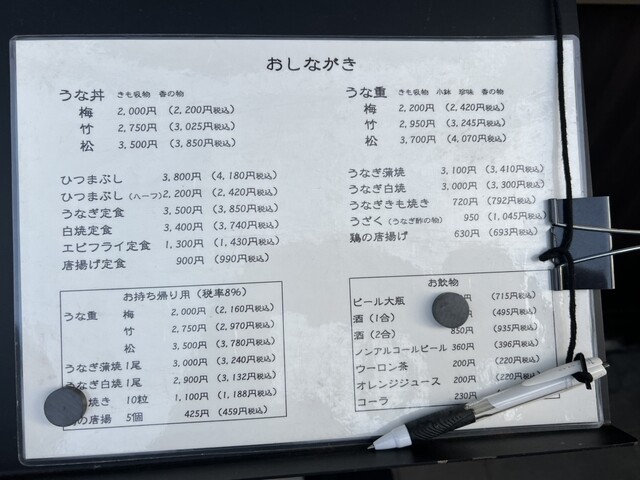 おしながき
うな丼 きも吸物 香の物
梅 2,000円 (2,200円税込)
竹 2,750円 (3,025円税込)
松 3,500円 (3,850円税込)
うな重 きも吸物 小鉢 珍味 香の物
梅 2,200円 (2,420円税込)
竹 2,950円 (3,245円税込)
松 3,700円 (4,070円税込)
ひつまぶし 3,800円 (4,180円税込)
ひつまぶし (ハーフ) 2,200円 (2,420円税込)
うなぎ定食 3,500円 (3,850円税込)
白焼定食 3,400円 (3,740円税込)
エビフライ定食 1,300円 (1,430円税込)
唐揚げ定食 900円 (990円税込)
うなぎ蒲焼 3,100円 (3,410円税込)
うなぎ白焼 3,000円 (3,300円税込)
うなぎきも焼き 720円 (792円税込)
うざく (うなぎ酢の物) 950 (1,045円税込)
鶏の唐揚げ 630円 (693円税込)
お持ち帰り用 (税率8%)
うな重 梅 2,000円 (2,160円税込)
竹 2,750円 (2,970円税込)
松 3,500円 (3,780円税込)
うなぎ蒲焼 1尾 3,000円 (3,240円税込)
うなぎ白焼 1尾 2,900円 (3,132円税込)
焼き 10粒 1,100円 (1,188円税込)
の唐揚 5個 425円 (459円税込)
お飲物
ビール大瓶 (715円税込)
酒 (1合) (495円税込)
酒 (2合) 850円 (935円税込)
ノンアルコールビール 360円 (396円税込)
ウーロン茶 200円 (220円税込)
オレンジジュース 200円 (220円税込)
コーラ 230円